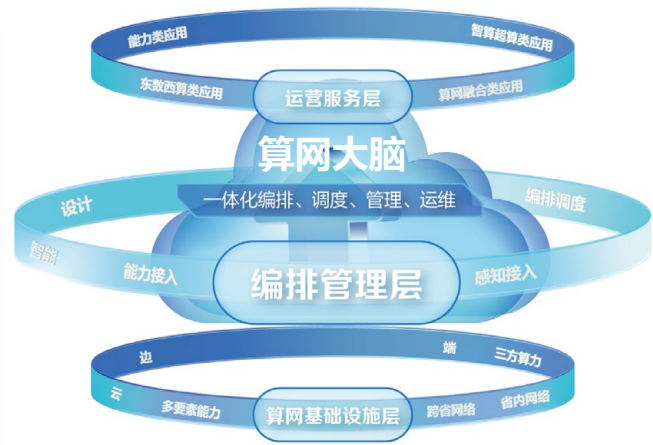 能力类应用
智算超算类应用
东数西算类应用
运营服务层
算网融合类应用
算网大脑
一体化编排、调度、管理、运维
设计
编排调度
智能
能力接入
编排管理层
感知接入
边
端
三方算力
云
多要素能力
算网基础设施层
跨省网络
省内网络